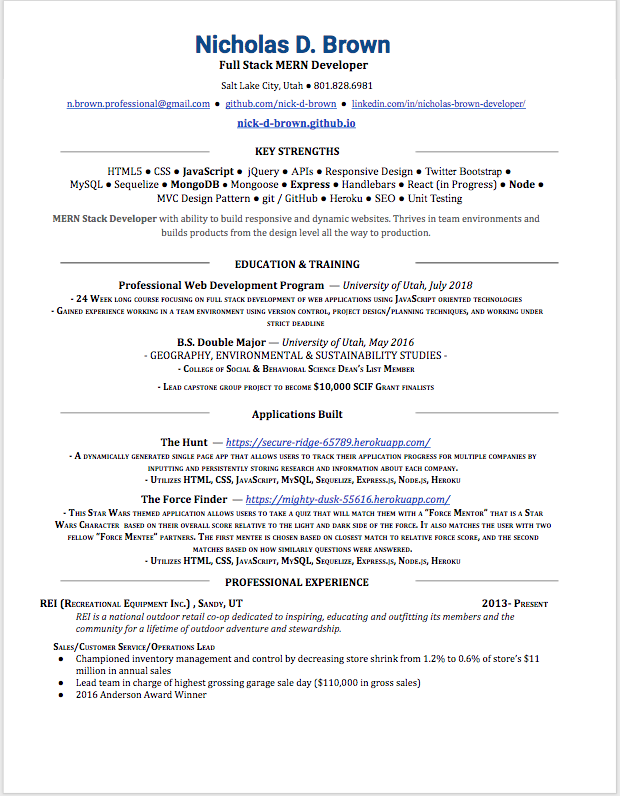 Nicholas D. Brown
Full Stack MERN Developer
Salt Lake City, Utah ● 801.828.6981
n.brown.professional@gmail.com ● github.com/nick-d-brown ● linkedin.com/in/nicholas-brown-developer/
nick-d-brown.github.io
KEY STRENGTHS
HTML5 ● CSS ● JavaScript ● jQuery ● APIs ● Responsive Design ● Twitter Bootstrap ●
MySQL ● Sequelize ● MongoDB ● Mongoose ● Express ● Handlebars ● React (in Progress) ● Node ●
MVC Design Pattern ● git / GitHub ● Heroku ● SEO ● Unit Testing
MERN Stack Developer with ability to build responsive and dynamic websites. Thrives in team environments and
builds products from the design level all the way to production.
EDUCATION & TRAINING
Professional Web Development Program — University of Utah, July 2018
- 24 Week long course focusing on full stack development of web applications using JavaScript oriented technologies
- Gained experience working in a team environment using version control, project design/planning techniques, and working under
strict deadline
B.S. Double Major — University of Utah, May 2016
- GEOGRAPHY, ENVIRONMENTAL & SUSTAINABILITY STUDIES -
- College of Social & Behavioral Science Dean's List Member
- Lead capstone group project to become $10,000 SCIF Grant finalists
Applications Built
The Hunt — https://secure-ridge-65789.herokuapp.com/
- A dynamically generated single page app that allows users to track their application progress for multiple companies by
inputting and persistently storing research and information about each company.
- Utilizes HTML, CSS, JavaScript, MySQL, Sequelize, Express.js, Node.js, Heroku
The Force Finder — https://mighty-dusk-55616.herokuapp.com/
- This Star Wars themed application allows users to take a quiz that will match them with a "Force Mentor" that is a Star
Wars Character based on their overall score relative to the light and dark side of the force. It also matches the user with two
fellow "Force Mentee" partners. The first mentee is chosen based on closest match to relative force score, and the second
matches based on how similarly questions were answered.
- Utilizes HTML, CSS, JavaScript, MySQL, Sequelize, Express.js, Node.js, Heroku
PROFESSIONAL EXPERIENCE
REI (Recreational Equipment Inc.) , Sandy, UT 2013- Present
REI is a national outdoor retail co-op dedicated to inspiring, educating and outfitting its members and the
community for a lifetime of outdoor adventure and stewardship.
Sales/Customer Service/Operations Lead
● Championed inventory management and control by decreasing store shrink from 1.2% to 0.6% of store's $11
million in annual sales
● Lead team in charge of highest grossing garage sale day ($110,000 in gross sales)
● 2016 Anderson Award Winner